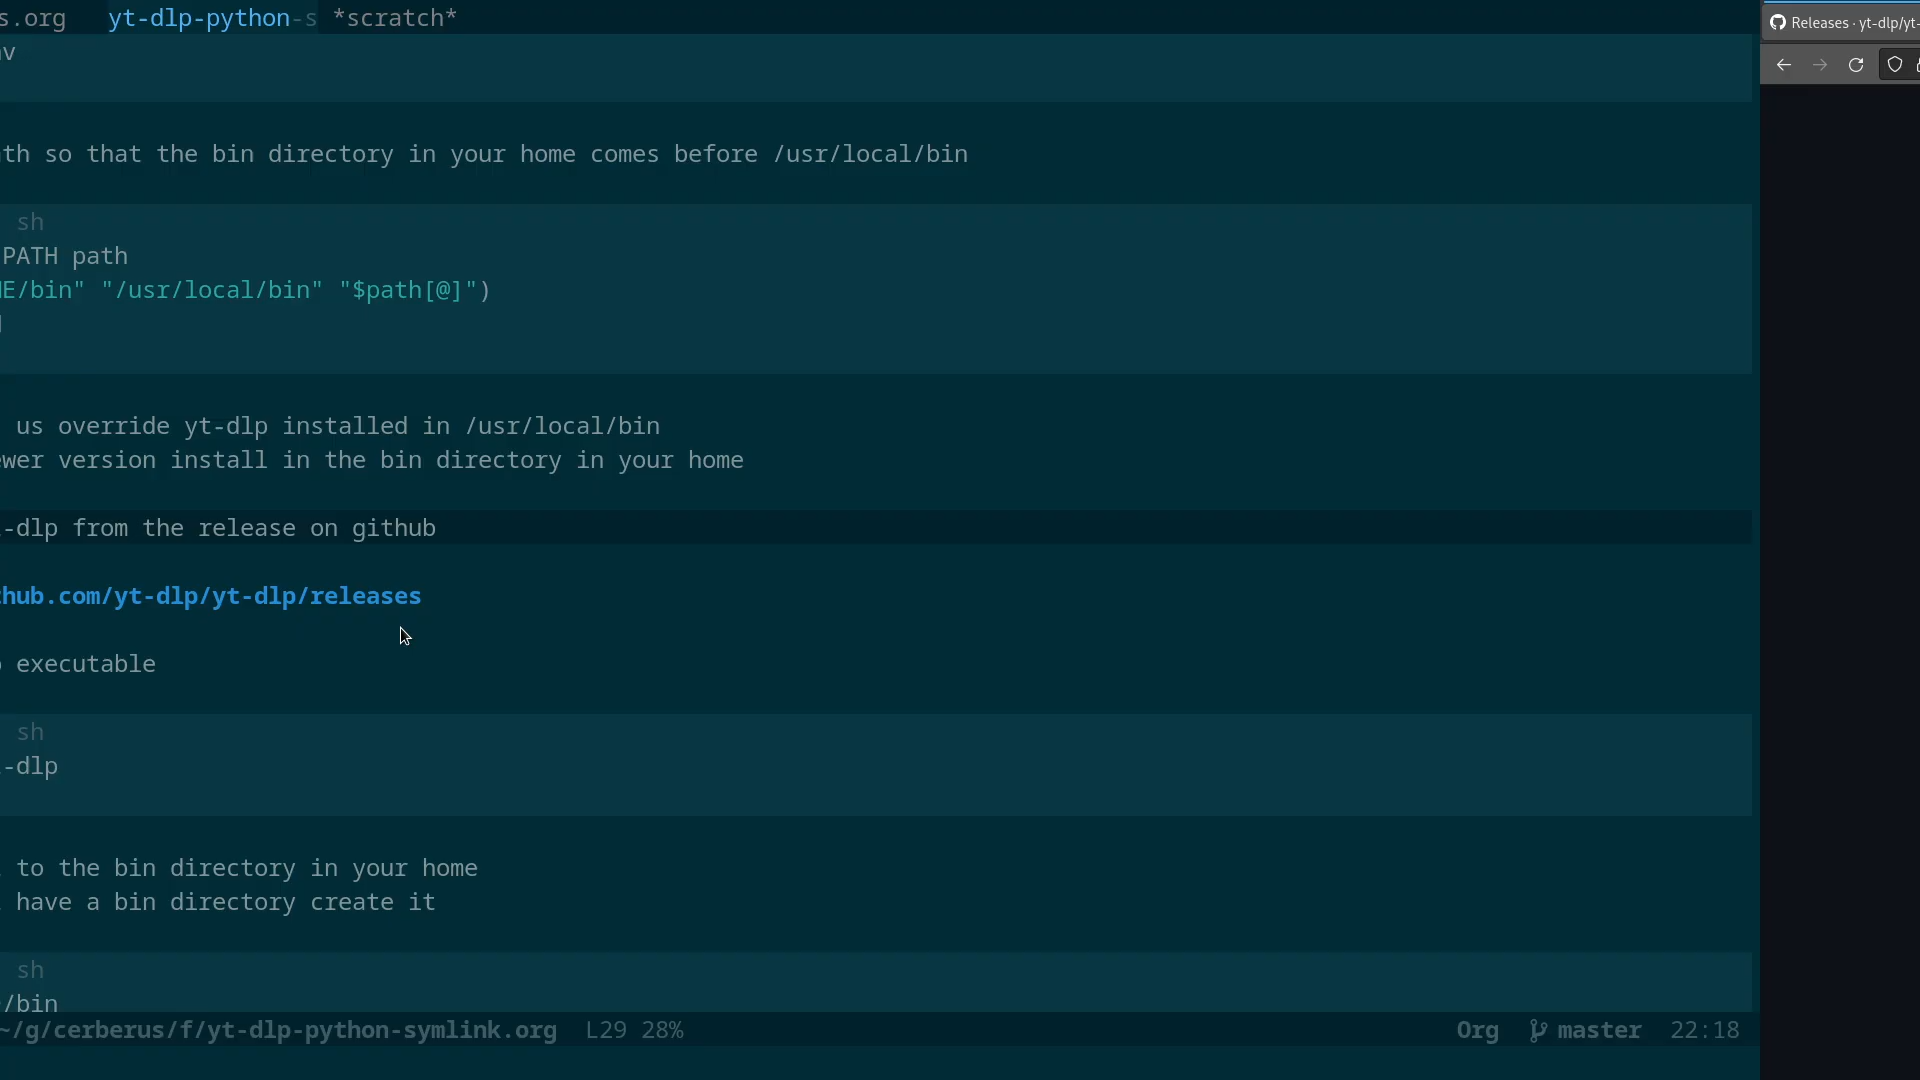 s.org yt-dlp-python-s *scratch*
Releases · yt-dlp/yt-
v
th so that the bin directory in your home comes before /usr/local/bin
sh
PATH path
E/bin" "/usr/local/bin" "$path[@]")
us override yt-dlp installed in /usr/local/bin
wer version install in the bin directory in your home
-dlp from the release on github
hub.com/yt-dlp/yt-dlp/releases
executable
sh
-dlp
to the bin directory in your home
have a bin directory create it
sh
/bin
~/g/cerberus/f/yt-dlp-python-symlink.org L29 28% Org master 22:18